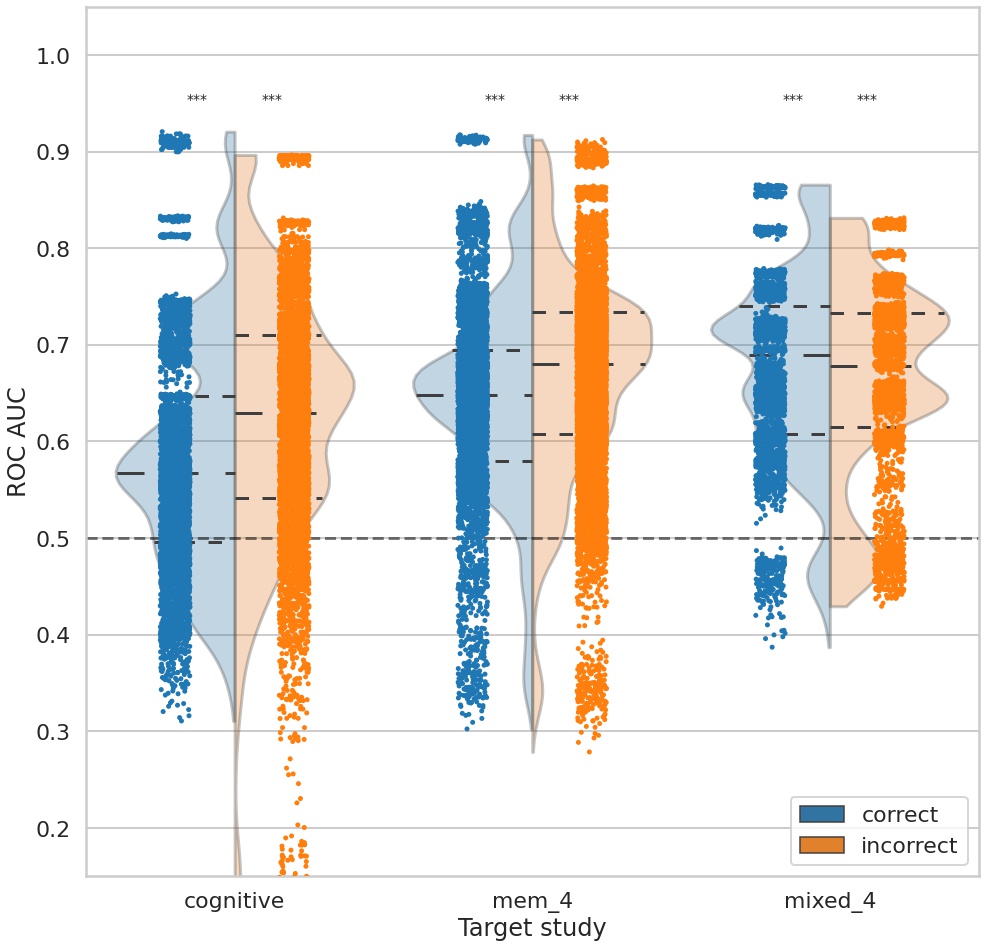 1.0
*** *** *** *** *** ***
0.9
0.8
0.7
0.6
0.5
0.4
0.3
0.2
ROC AUC
correct
incorrect
cognitive mem_4 mixed_4
Target study